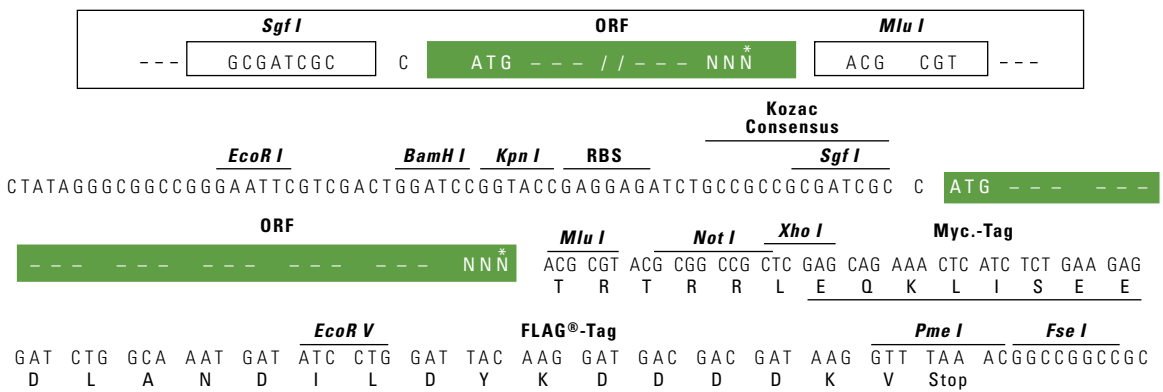 Sgf I ORF Mlu I
--- GCGATCGC C ATG --- // --- NNN* ACG CGT ---
Kozac
Consensus
EcoR I BamH I Kpn I RBS Sgf I
CTATAGGGCGGCCGGGAATTCGTCGACTGGATCCGGTACCGAGGAGATCTGCCGCCGCGATCGC C ATG --- ---
ORF Mlu I Not I Xho I Myc.-Tag
--- --- --- --- --- --- NNN* ACG CGT ACG CGG CCG CTC GAG CAG AAA CTC ATC TCT GAA GAG
T R T R R L E Q K L I S E E
EcoR V FLAG®-Tag Pme I Fse I
GAT CTG GCA AAT GAT ATC CTG GAT TAC AAG GAT GAC GAC GAT AAG GTT TAA ACGGCCGGCCGC
D L A N D I L D Y K D D D D K V Stop